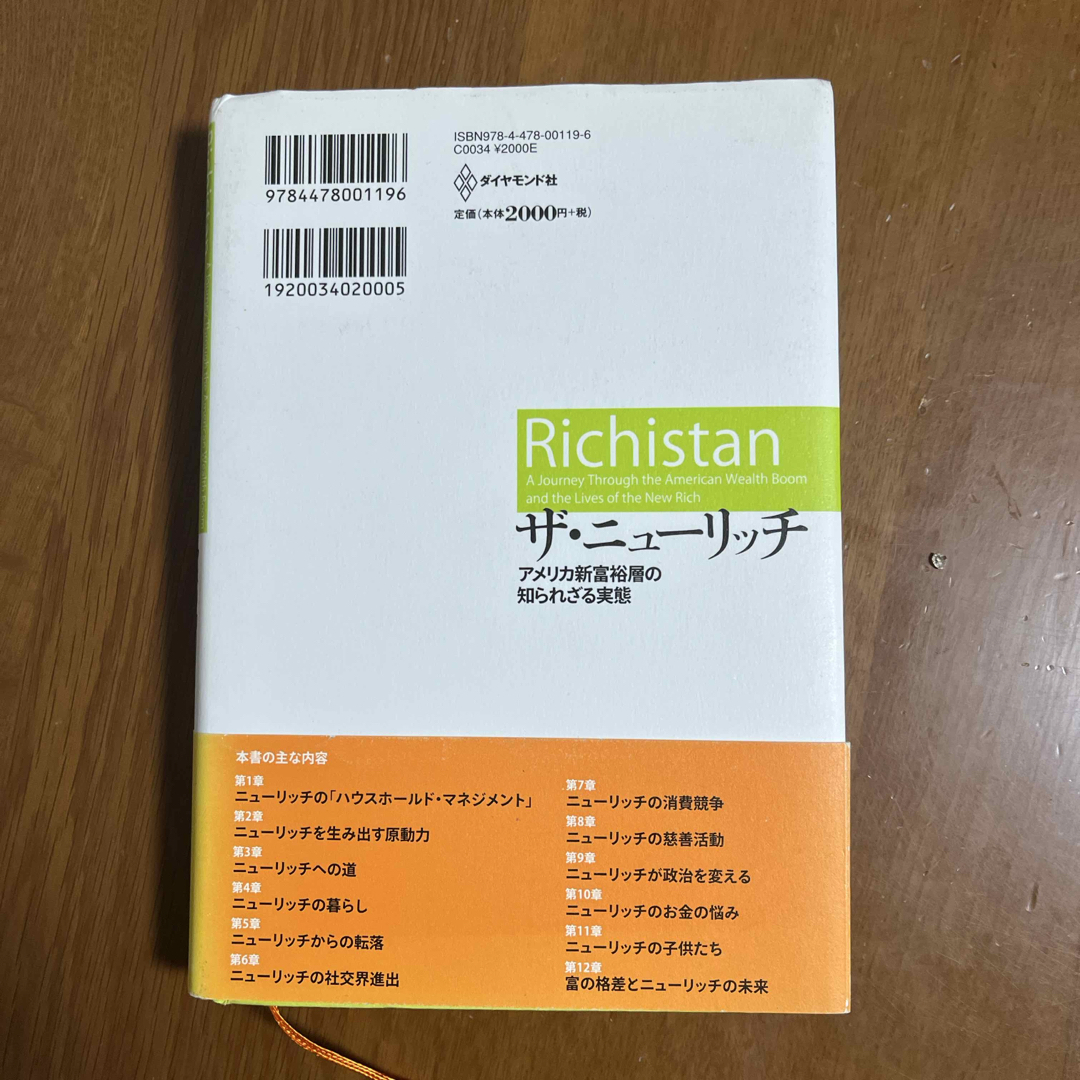 9784478001196
1920034020005
ISBN978-4-478-00119-6
C0034 ¥2000E
ダイヤモンド社
定価(本体2000円+税)
Richistan
A Journey Through the American Wealth Boom
and the Lives of the New Rich
ザ・ニューリッチ
アメリカ新富裕層の
知られざる実態
本書の主な内容
第1章
ニューリッチの「ハウスホールド・マネジメント」
第2章
ニューリッチを生み出す原動力
第3章
ニューリッチへの道
第4章
ニューリッチの暮らし
第5章
ニューリッチからの転落
第6章
ニューリッチの社交界進出
第7章
ニューリッチの消費競争
第8章
ニューリッチの慈善活動
第9章
ニューリッチが政治を変える
第10章
ニューリッチのお金の悩み
第11章
ニューリッチの子供たち
第12章
富の格差とニューリッチの未来